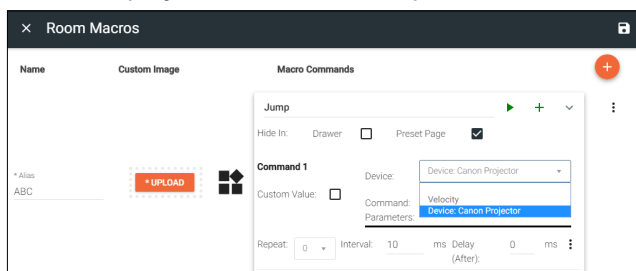 × Room Macros
Name Custom Image Macro Commands
+
Jump
Hide In: Drawer Preset Page
* Alias
ABC
* UPLOAD
Command 1
Device: Device: Canon Projector
Custom Value:
Velocity
Device: Canon Projector
Command:
Parameters:
Repeat: 0 Interval: 10 ms Delay (After): 0 ms